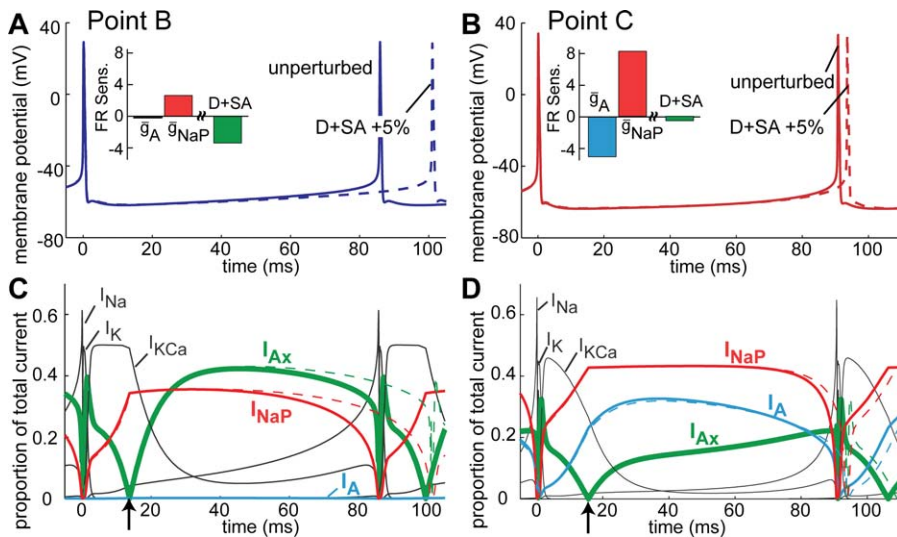 A Point B
membrane potential (mV)
40
0
-40
-80
FR Sens.
8
4
0
-4
ḡA
ḡNaP
D+SA
unperturbed
D+SA +5%
0 20 40 60 80 100
time (ms)
B Point C
membrane potential (mV)
40
0
-40
-80
FR Sens.
8
4
0
-4
ḡA
ḡNaP
D+SA
unperturbed
D+SA +5%
0 20 40 60 80 100
time (ms)
C
proportion of total current
0.6
0.4
0.2
0
INa
IK
IKCa
IAx
INaP
IA
0 20 40 60 80 100
time (ms)
D
proportion of total current
0.6
0.4
0.2
0
INa
IK
IKCa
INaP
IA
IAx
0 20 40 60 80 100
time (ms)